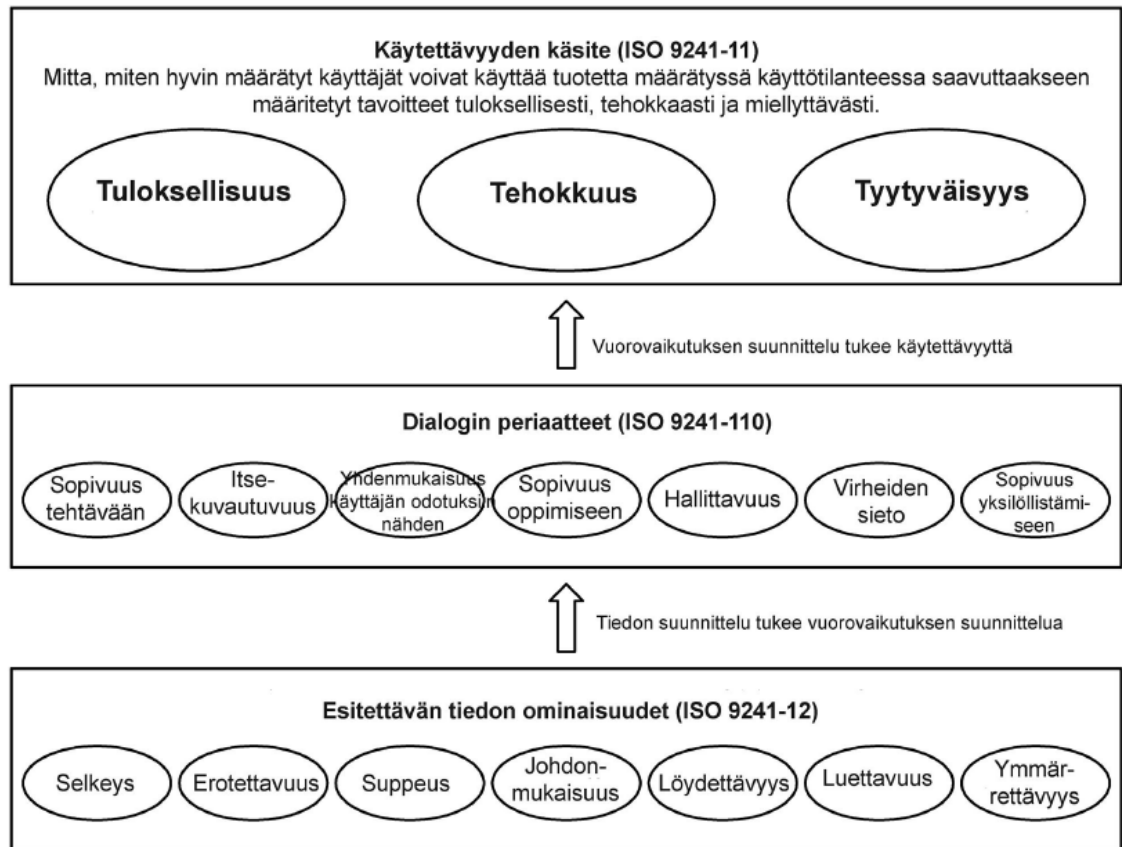 Käytettävyyden käsite (ISO 9241-11)
Mitta, miten hyvin määrätyt käyttäjät voivat käyttää tuotetta määrätyssä käyttötilanteessa saavuttaakseen
määritetyt tavoitteet tuloksellisesti, tehokkaasti ja miellyttävästi.
Tuloksellisuus
Tehokkuus
Tyytyväisyys
Vuorovaikutuksen suunnittelu tukee käytettävyyttä
Dialogin periaatteet (ISO 9241-110)
Sopivuus
tehtävään
Itse-
kuvautuvuus
Yhdenmukaisuus
käyttäjän odotuksiin
nähden
Sopivuus
oppimiseen
Hallittavuus
Virheiden
sieto
Sopivuus
yksilöllistämi-
seen
Tiedon suunnittelu tukee vuorovaikutuksen suunnittelua
Esitettävän tiedon ominaisuudet (ISO 9241-12)
Selkeys
Erotettavuus
Suppeus
Johdon-
mukaisuus
Löydettävyys
Luettavuus
Ymmär-
rettävyys